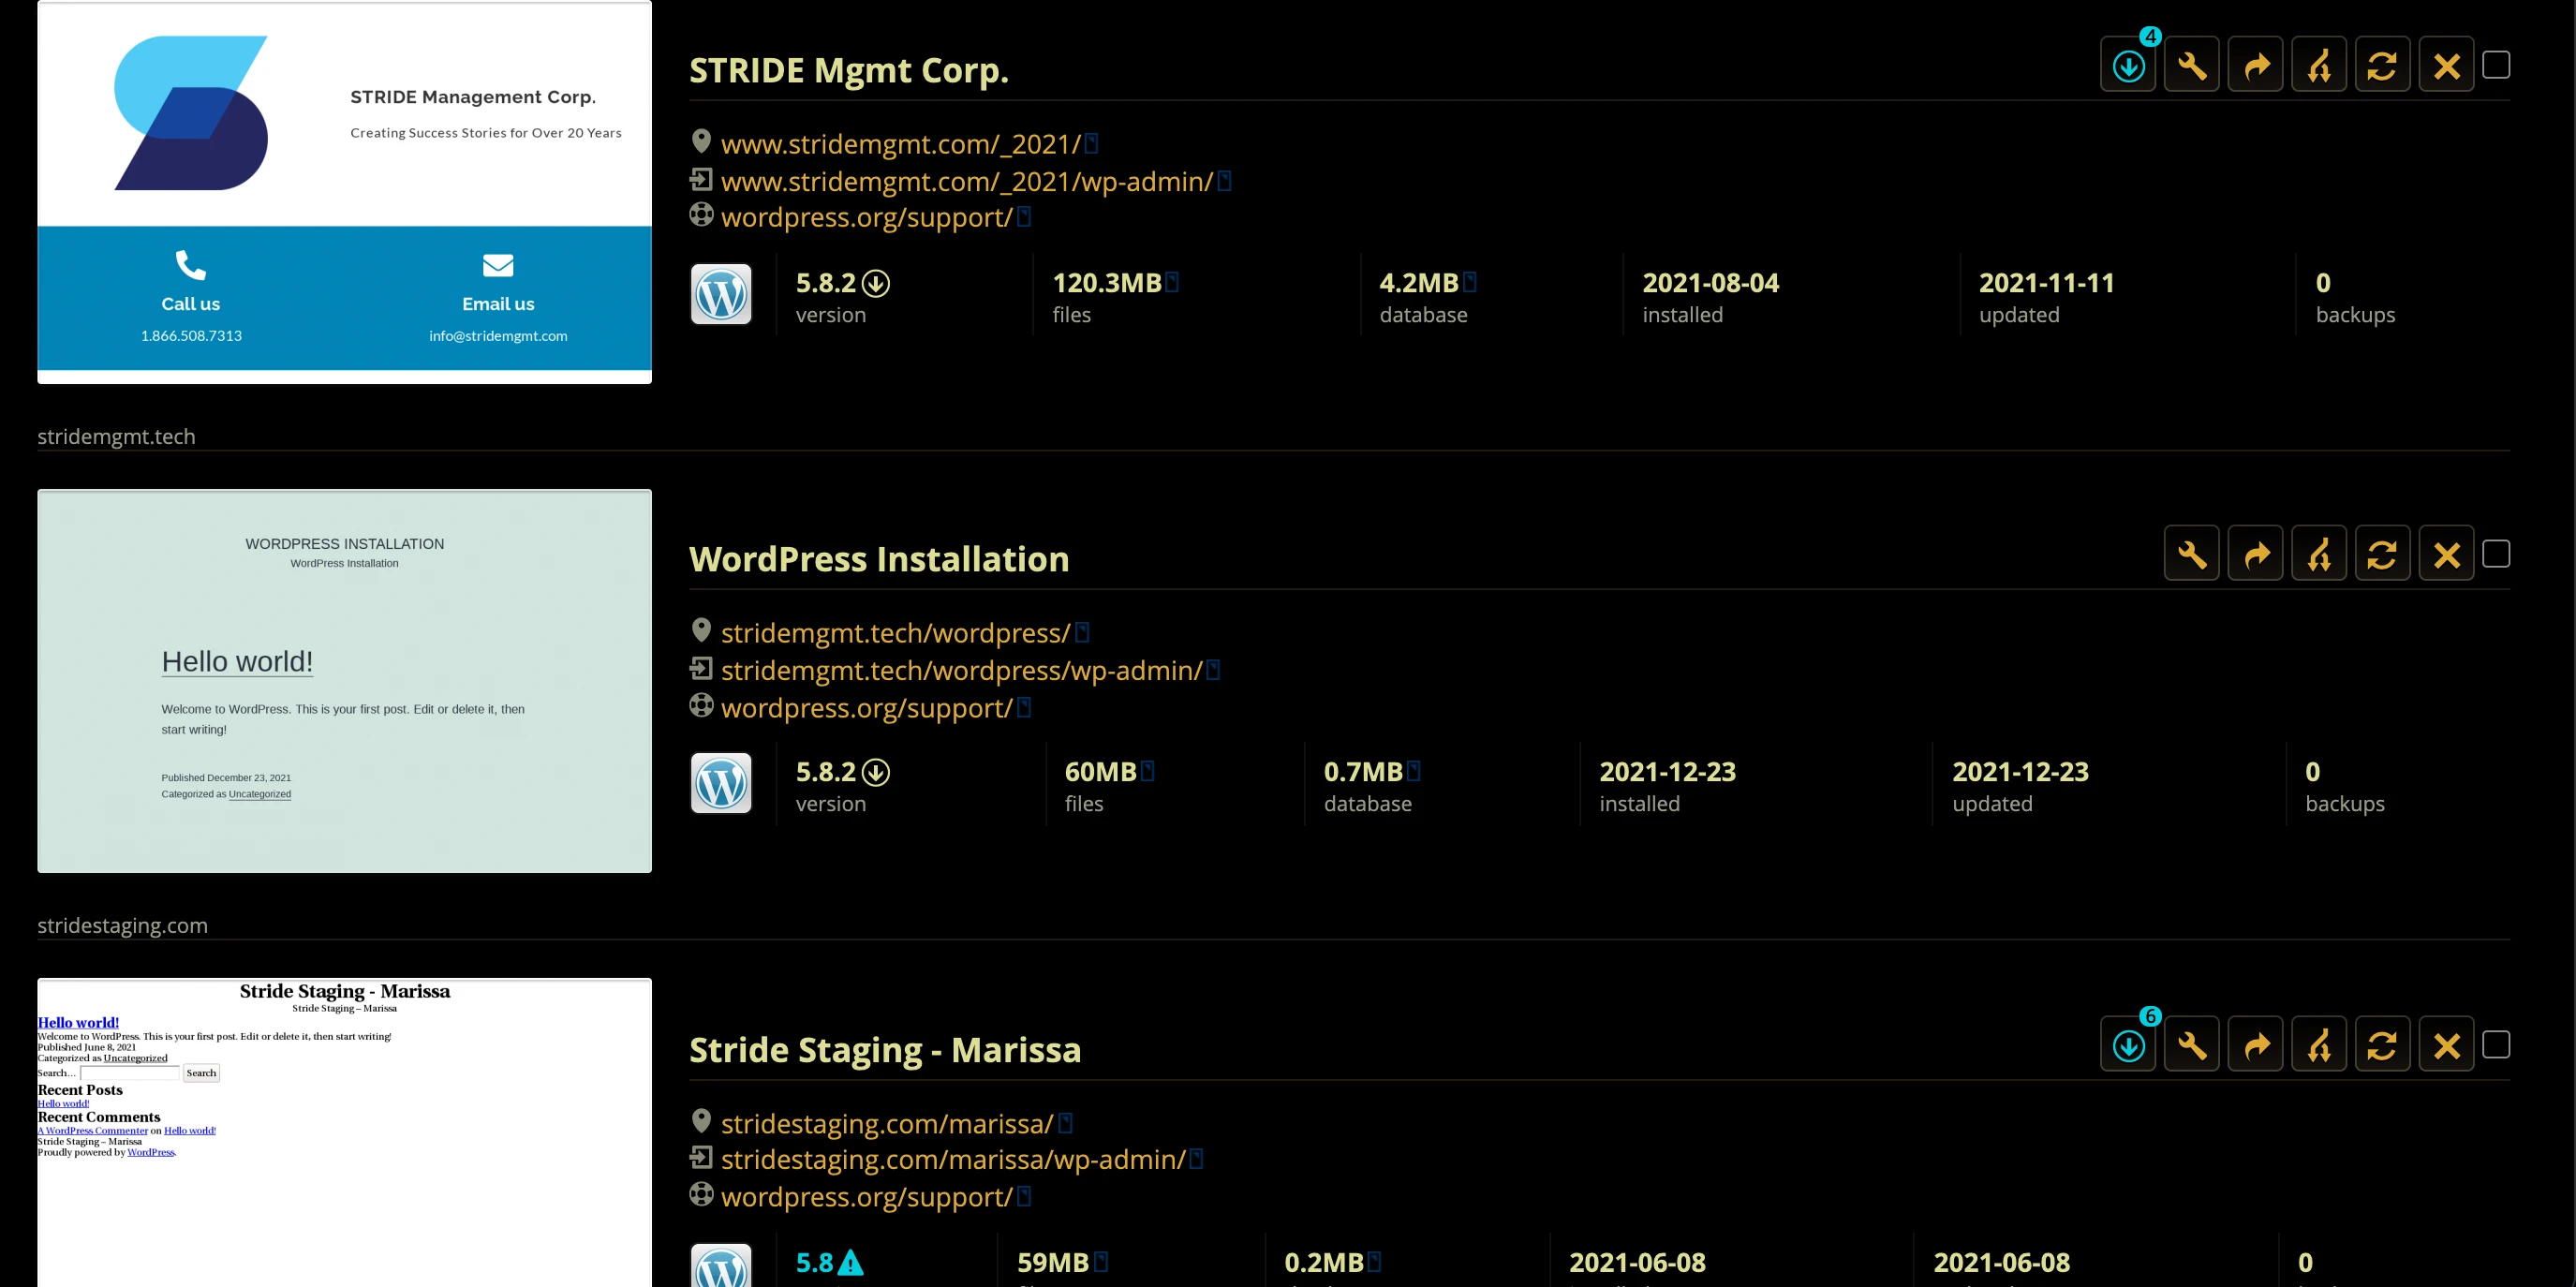 STRIDE Management Corp.
Creating Success Stories for Over 20 Years
Call us
Email us
1.866.508.7313
info@stridemgmt.com
STRIDE Mgmt Corp.
4
www.stridemgmt.com/_2021/
www.stridemgmt.com/_2021/wp-admin/
wordpress.org/support/
5.8.2
version
120.3MB
files
4.2MB
database
2021-08-04
installed
2021-11-11
updated
0
backups
stridemgmt.tech
WORDPRESS INSTALLATION
WordPress Installation
Hello world!
Welcome to WordPress. This is your first post. Edit or delete it, then
start writing!
Published December 23, 2021
Categorized as Uncategorized
WordPress Installation
stridemgmt.tech/wordpress/
stridemgmt.tech/wordpress/wp-admin/
wordpress.org/support/
5.8.2
version
60MB
files
0.7MB
database
2021-12-23
installed
2021-12-23
updated
0
backups
stridestaging.com
Stride Staging - Marissa
Stride Staging – Marissa
Hello world!
Welcome to WordPress. This is your first post. Edit or delete it, then start writing!
Published June 8, 2021
Categorized as Uncategorized
Search… Search
Recent Posts
Hello world!
Recent Comments
A WordPress Commenter on Hello world!
Stride Staging – Marissa
Proudly powered by WordPress.
Stride Staging - Marissa
6
stridestaging.com/marissa/
stridestaging.com/marissa/wp-admin/
wordpress.org/support/
5.8
59MB
0.2MB
2021-06-08
2021-06-08
0